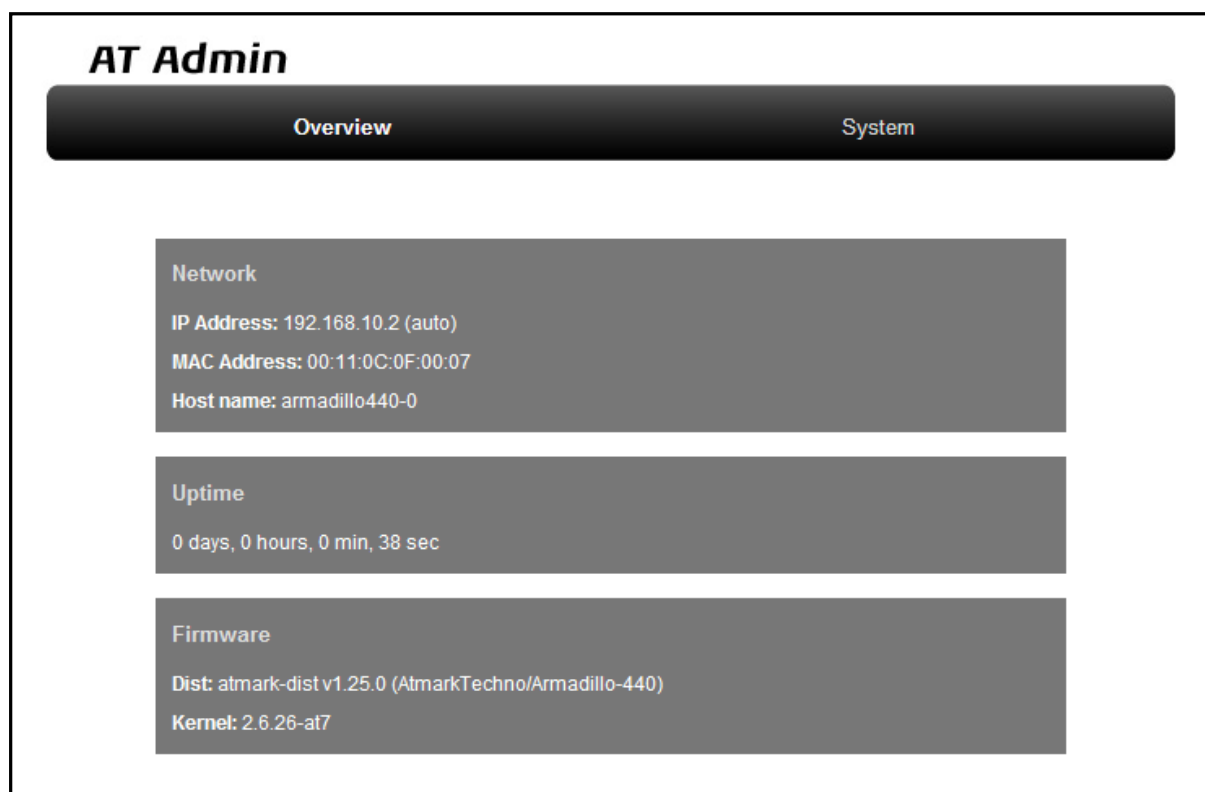 AT Admin
Overview
System
Network
IP Address: 192.168.10.2 (auto)
MAC Address: 00:11:0C:0F:00:07
Host name: armadillo440-0
Uptime
0 days, 0 hours, 0 min, 38 sec
Firmware
Dist: atmark-dist v1.25.0 (AtmarkTechno/Armadillo-440)
Kernel: 2.6.26-at7